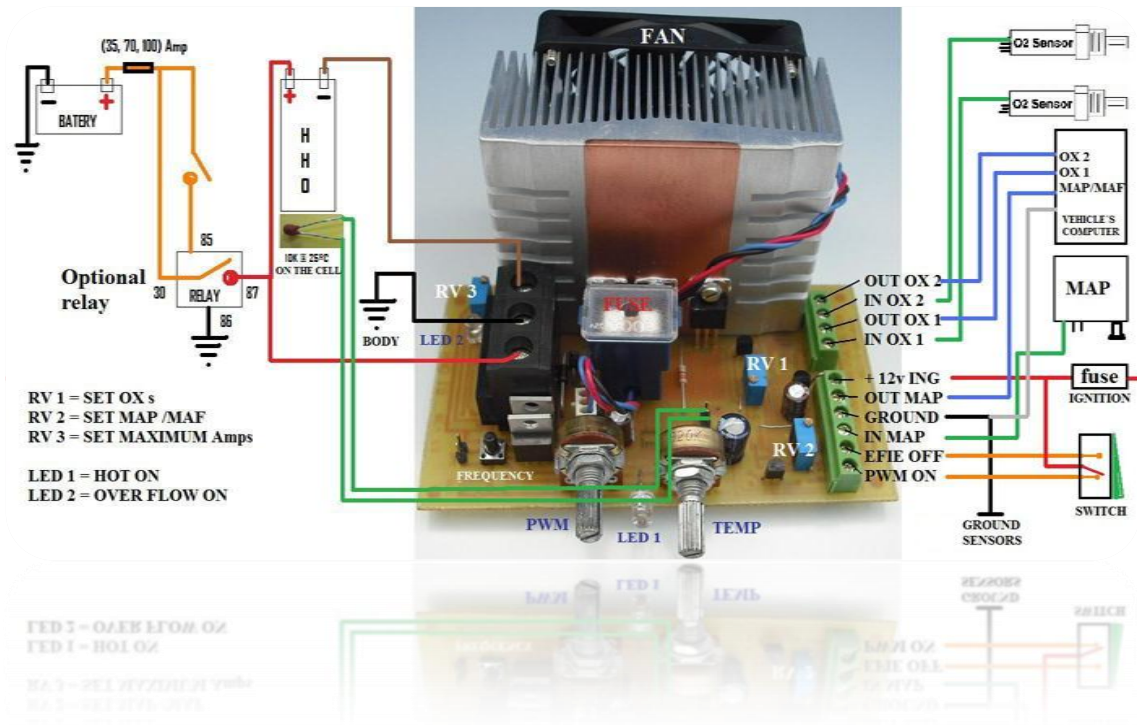 (35, 70, 100) Amp
BATERY
H
H
O
10K @ 25ºC
ON THE CELL
Optional
relay
85
30
RELAY
87
86
BODY
RV 1 = SET OX s
RV 2 = SET MAP /MAF
RV 3 = SET MAXIMUM Amps
LED 1 = HOT ON
LED 2 = OVER FLOW ON
FAN
RV 3
LED 2
FUSE
RV 1
RV 2
FREQUENCY
PWM
LED 1
TEMP
O2 Sensor
O2 Sensor
OX 2
OX 1
MAP/MAF
VEHICLE`S
COMPUTER
MAP
OUT OX 2
IN OX 2
OUT OX 1
IN OX 1
+ 12v ING
OUT MAP
GROUND
IN MAP
EFIE OFF
PWM ON
fuse
IGNITION
SWITCH
GROUND
SENSORS